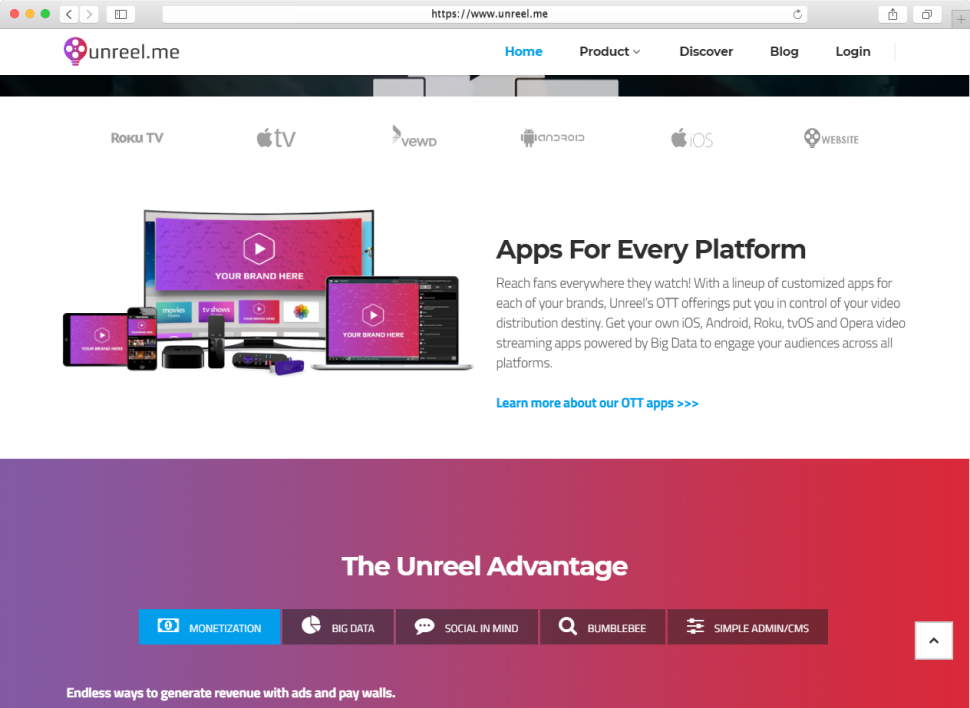 https://www.unreel.me
unreel.me
Home
Product
Discover
Blog
Login
ROKU TV
tv
VEWD
ANDROID
iOS
WEBSITE
YOUR BRAND HERE
movies
tv shows
YOUR BRAND HERE
YOUR BRAND HERE
Apps For Every Platform
Reach fans everywhere they watch! With a lineup of customized apps for
each of your brands, Unreel's OTT offerings put you in control of your video
distribution destiny. Get your own iOS, Android, Roku, tvOS and Opera video
streaming apps powered by Big Data to engage your audiences across all
platforms.
Learn more about our OTT apps >>>
The Unreel Advantage
MONETIZATION
BIG DATA
SOCIAL IN MIND
BUMBLEBEE
SIMPLE ADMIN/CMS
Endless ways to generate revenue with ads and pay walls.